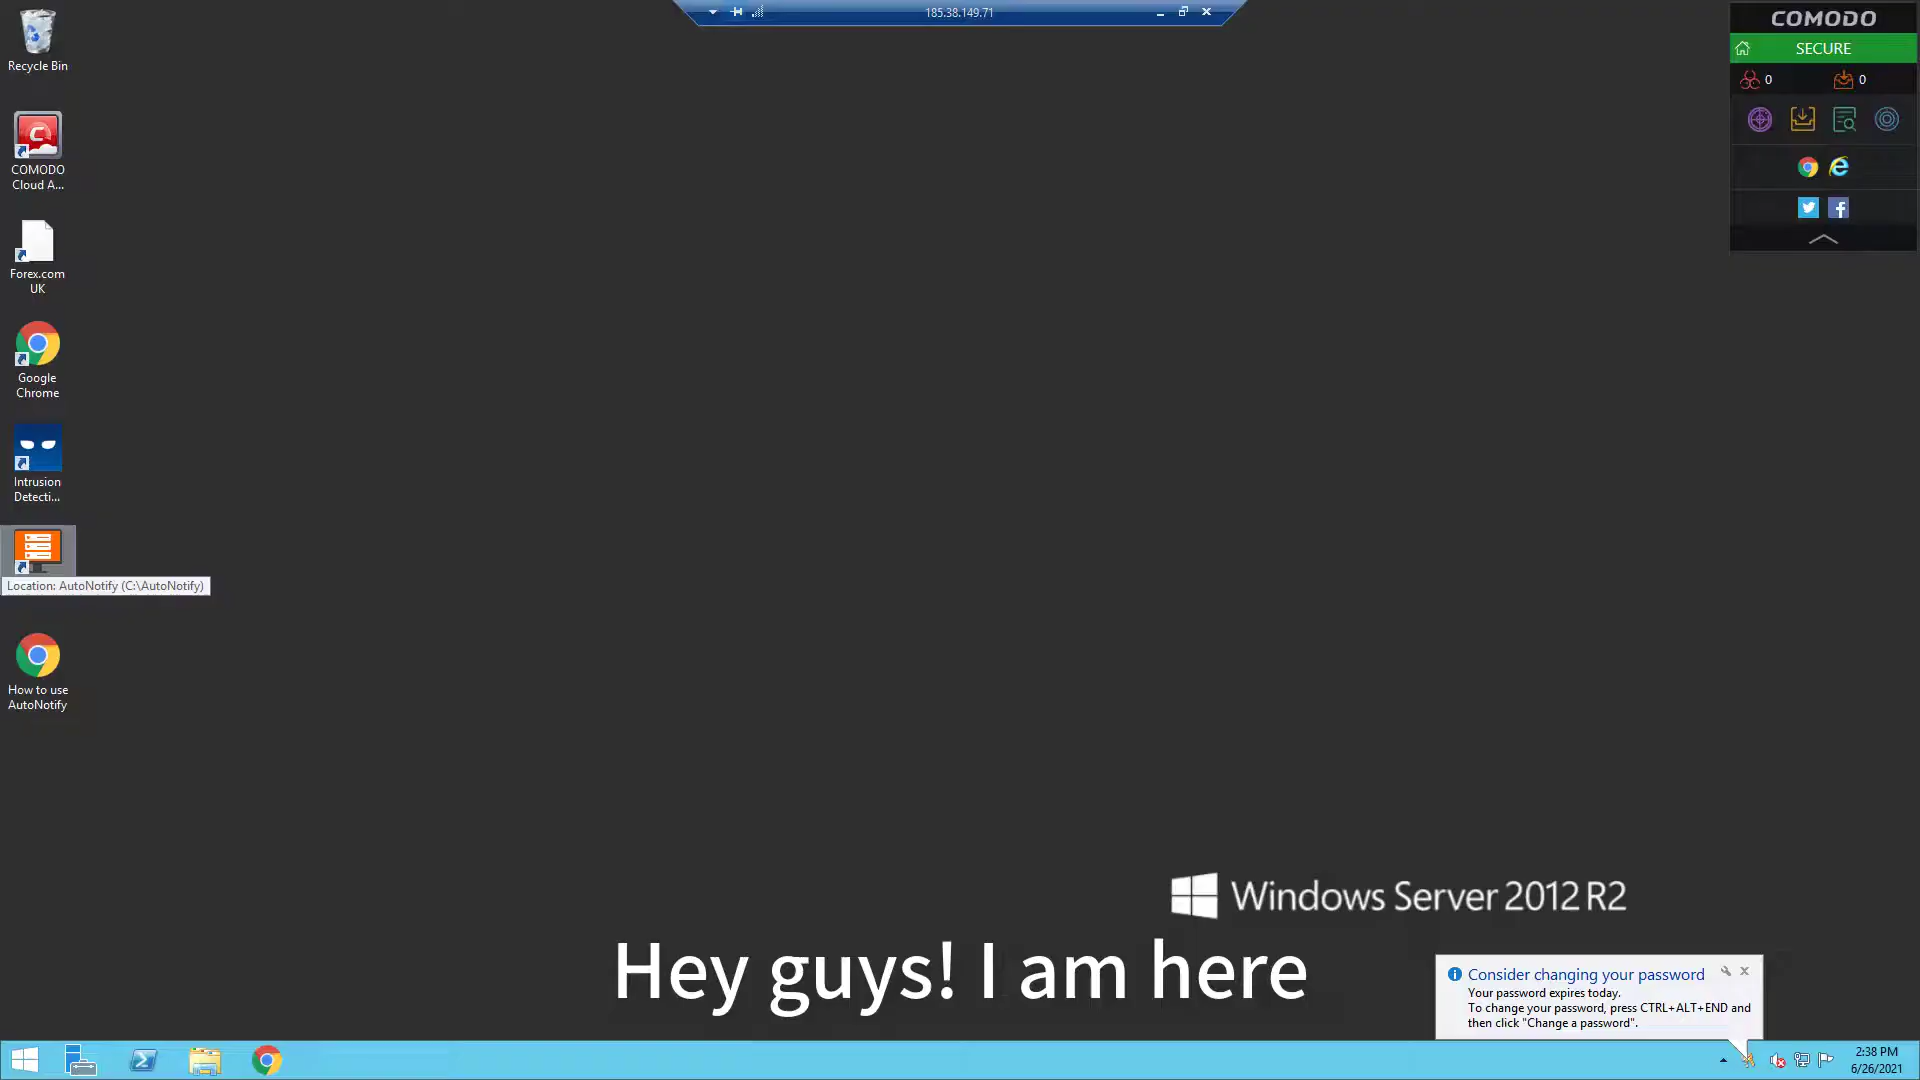 185.38.149.71
Recycle Bin
COMODO
Cloud A...
Forex.com
UK
Google
Chrome
Intrusion
Detecti...
Location: AutoNotify (C:\AutoNotify)
How to use
AutoNotify
COMODO
SECURE
0
0
Windows Server 2012 R2
Hey guys! I am here
Consider changing your password
Your password expires today.
To change your password, press CTRL+ALT+END and
then click "Change a password".
2:38 PM
6/26/2021